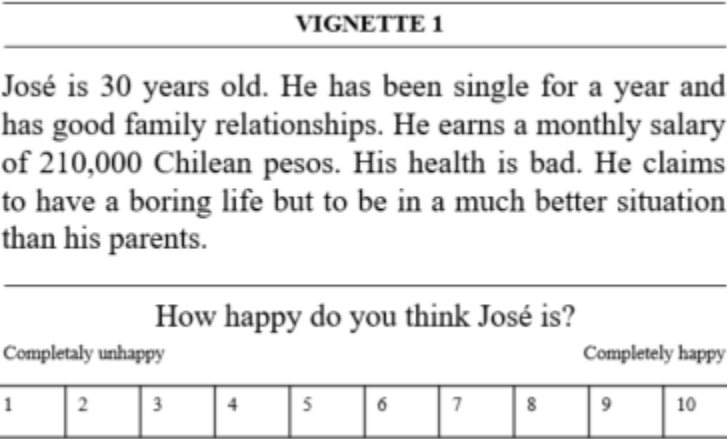 VIGNETTE 1
José is 30 years old. He has been single for a year and
has good family relationships. He earns a monthly salary
of 210,000 Chilean pesos. His health is bad. He claims
to have a boring life but to be in a much better situation
than his parents.
How happy do you think José is?
Completaly unhappy Completely happy
1 2 3 4 5 6 7 8 9 10